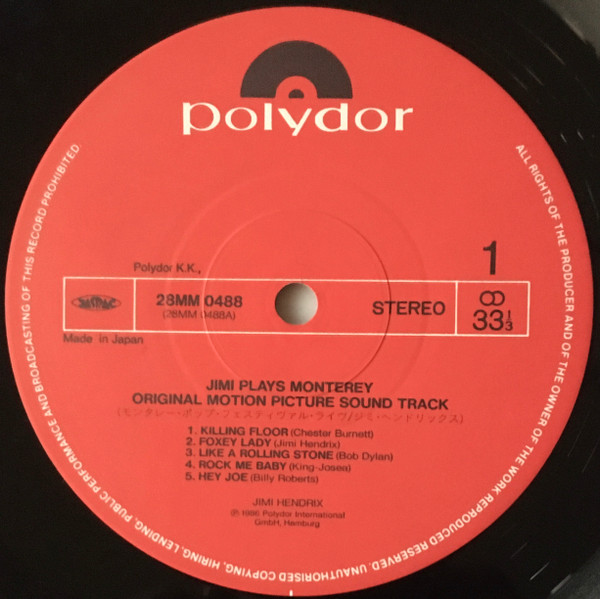 polydor
1
Polydor K.K.,
JASRAC
28MM 0488
(28MM 0488A)
STEREO
33⅓
Made in Japan
JIMI PLAYS MONTEREY
ORIGINAL MOTION PICTURE SOUND TRACK
(モンタレー・ポップ・フェスティヴァル・ライヴ/ジミ・ヘンドリックス)
1. KILLING FLOOR (Chester Burnett)
2. FOXEY LADY (Jimi Hendrix)
3. LIKE A ROLLING STONE (Bob Dylan)
4. ROCK ME BABY (King-Josea)
5. HEY JOE (Billy Roberts)
JIMI HENDRIX
Ⓟ 1986 Polydor International
GmbH, Hamburg
ALL RIGHTS OF THE PRODUCER AND OF THE OWNER OF THE WORK REPRODUCED RESERVED. UNAUTHORISED COPYING, HIRING, LENDING, PUBLIC PERFORMANCE AND BROADCASTING OF THIS RECORD PROHIBITED.